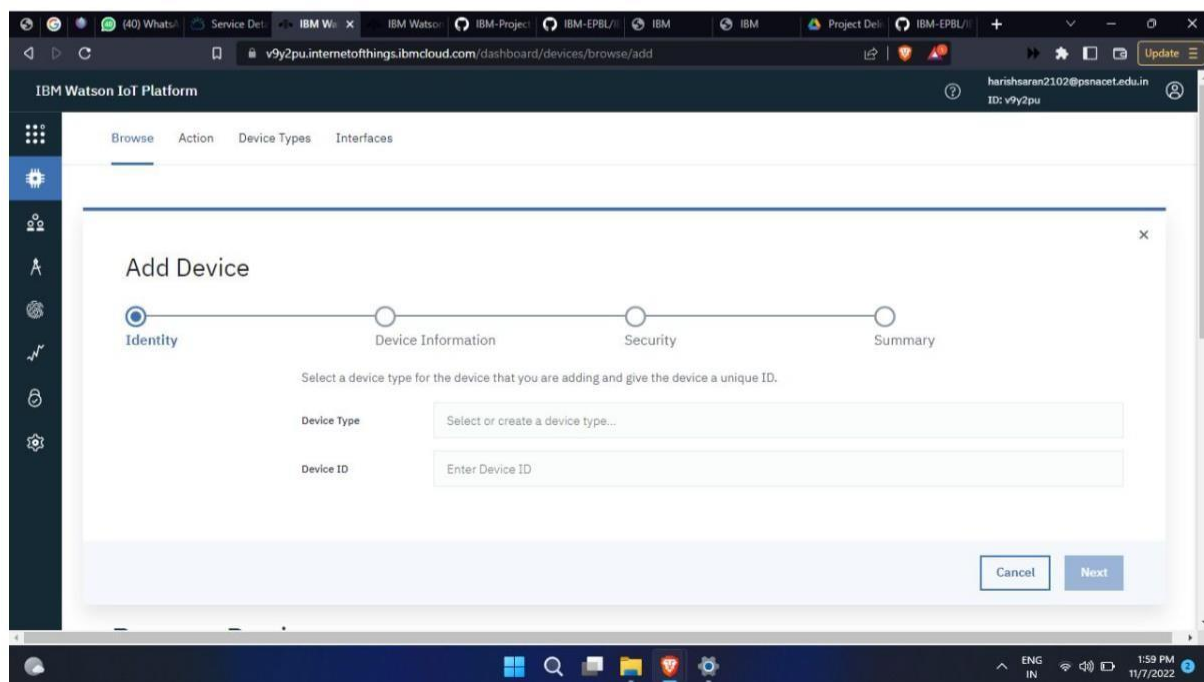 (40) WhatsA Service Deta IBM Wa IBM Watson IBM-Project IBM-EPBL/I IBM IBM Project Deli IBM-EPBL/I
v9y2pu.internetofthings.ibmcloud.com/dashboard/devices/browse/add Update
IBM Watson IoT Platform
harishsaran2102@psnacet.edu.in
ID: v9y2pu
Browse Action Device Types Interfaces
Add Device
Identity Device Information Security Summary
Select a device type for the device that you are adding and give the device a unique ID.
Device Type Select or create a device type...
Device ID Enter Device ID
Cancel Next
ENG
IN
1:59 PM
11/7/2022
2